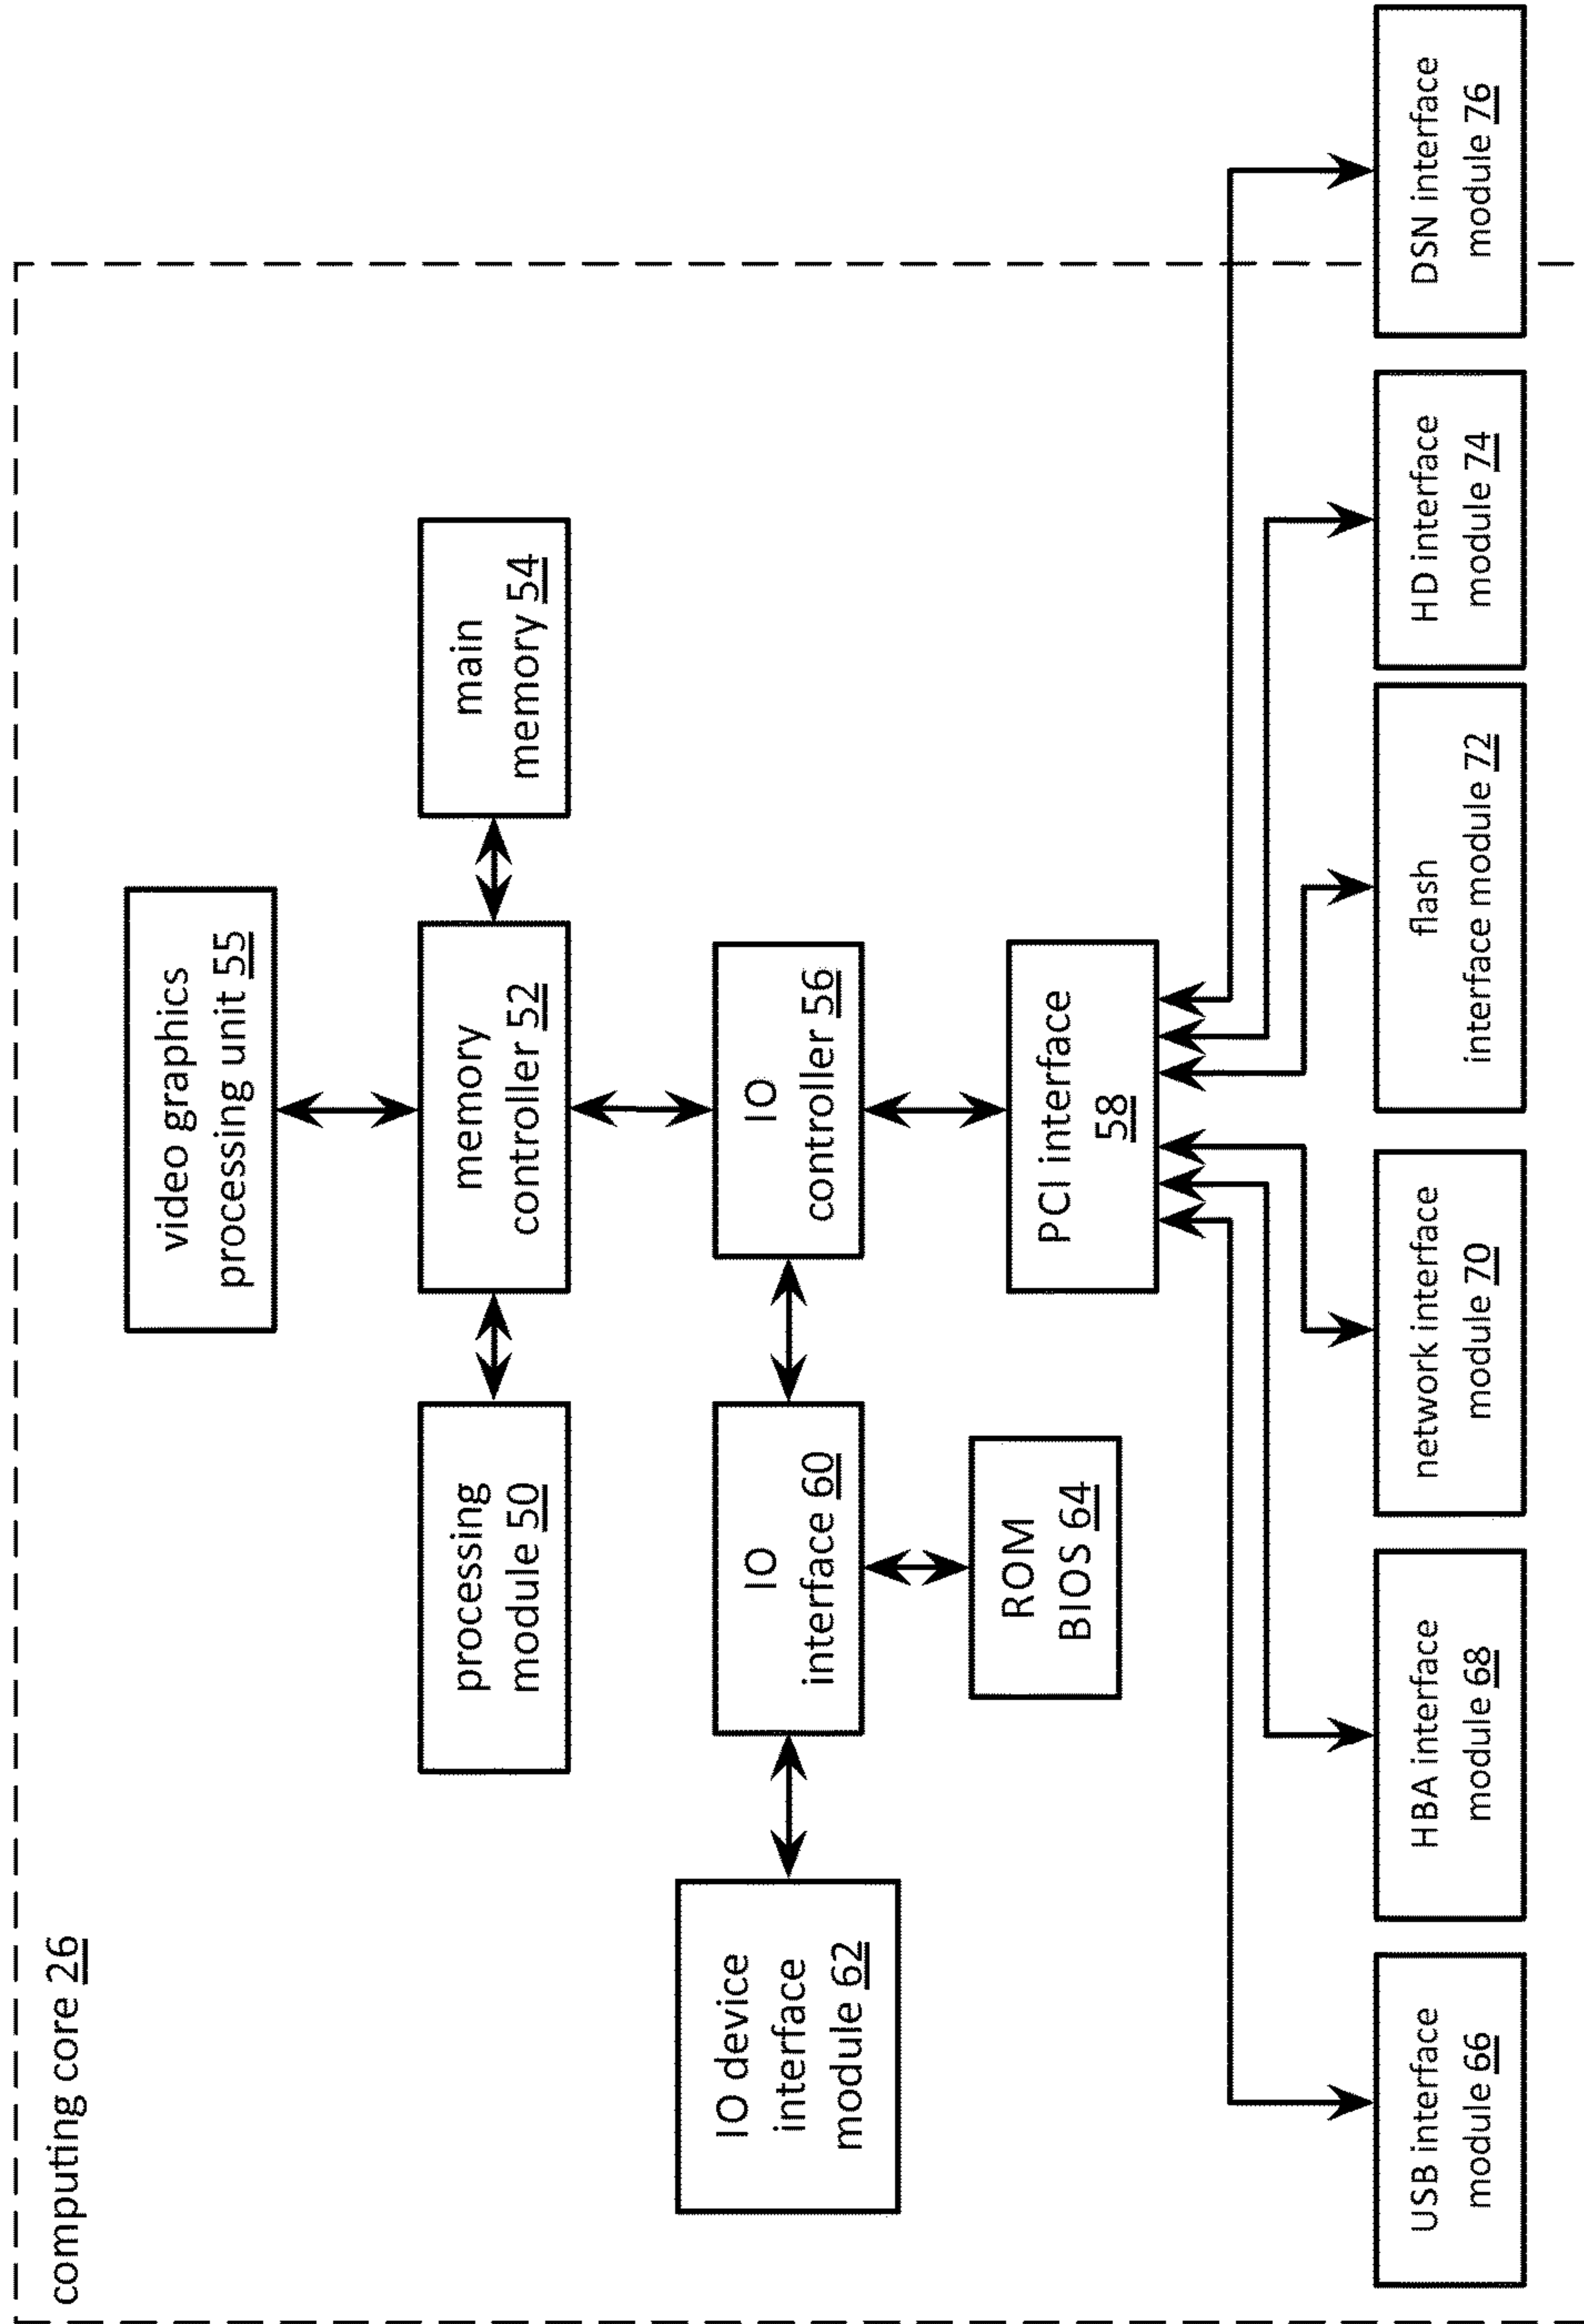 computing core 26
video graphics
processing unit 55
processing
module 50
memory
controller 52
main
memory 54
IO device
interface
module 62
IO
interface 60
IO
controller 56
ROM
BIOS 64
PCI interface
58
USB interface
module 66
HBA interface
module 68
network interface
module 70
flash
interface module 72
HD interface
module 74
DSN interface
module 76